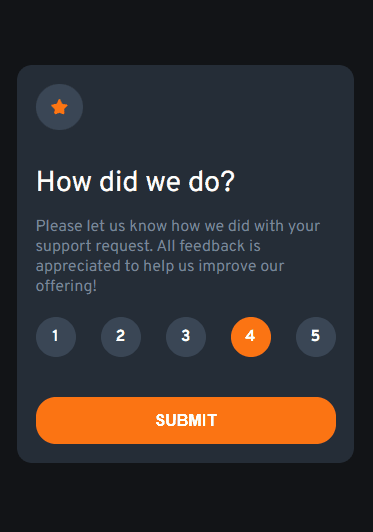 How did we do?
Please let us know how we did with your
support request. All feedback is
appreciated to help us improve our
offering!
1 2 3 4 5
SUBMIT